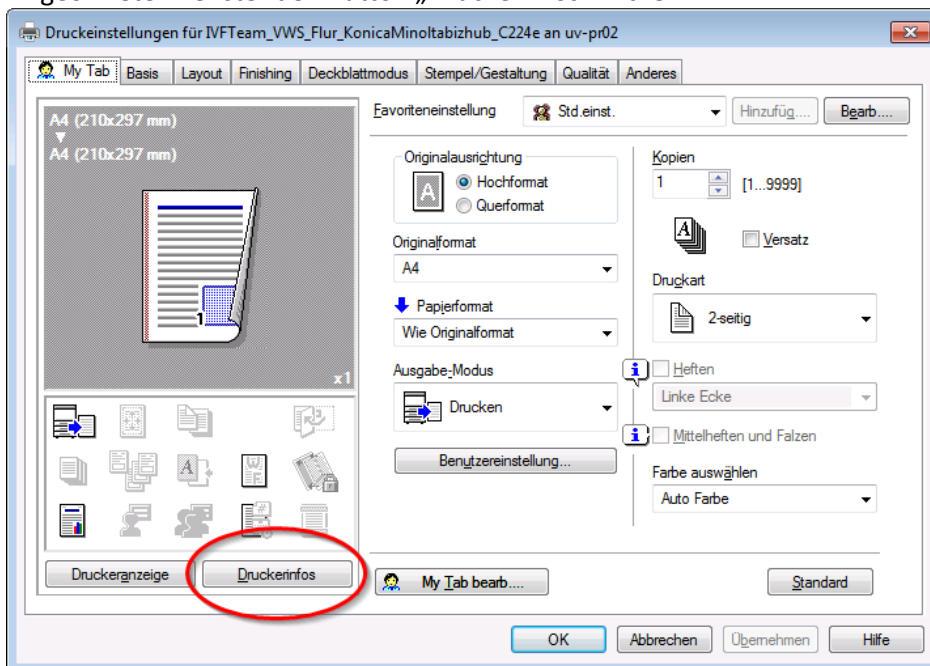 Druckeinstellungen für IVFTeam_VWS_Flur_KonicaMinoltabizhub_C224e an uv-pr02
My Tab Basis Layout Finishing Deckblattmodus Stempel/Gestaltung Qualität Anderes
A4 (210x297 mm)
A4 (210x297 mm)
1
x1
Favoriteneinstellung Std.einst. Hinzufüg.... Bearb....
Originalausrichtung
A
Hochformat
Querformat
Originalformat
A4
Papierformat
Wie Originalformat
Ausgabe-Modus
Drucken
Benutzereinstellung...
Kopien
1 [1...9999]
A
Versatz
Druckart
2-seitig
Heften
Linke Ecke
Mittelheften und Falzen
Farbe auswählen
Auto Farbe
Druckeranzeige Druckerinfos
My Tab bearb.... Standard
OK Abbrechen Übernehmen Hilfe